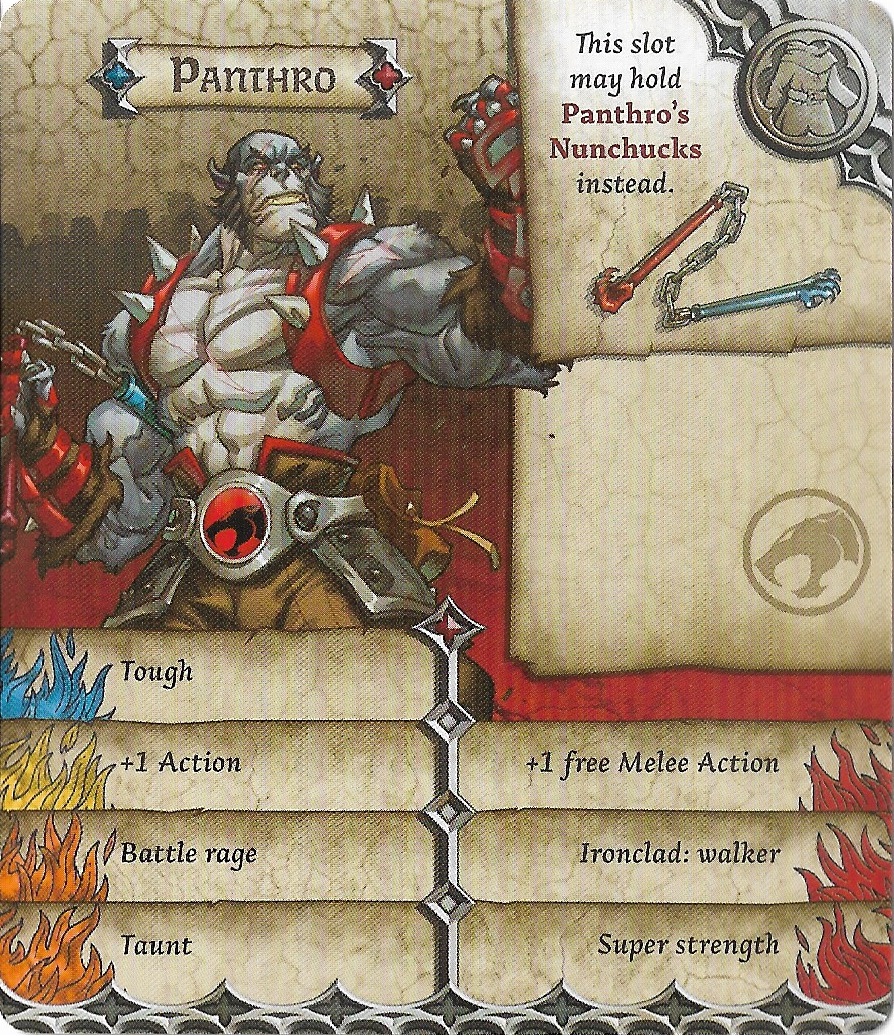 Panthro
This slot
may hold
Panthro's
Nunchucks
instead.
Tough
+1 Action
+1 free Melee Action
Battle rage
Ironclad: walker
Taunt
Super strength